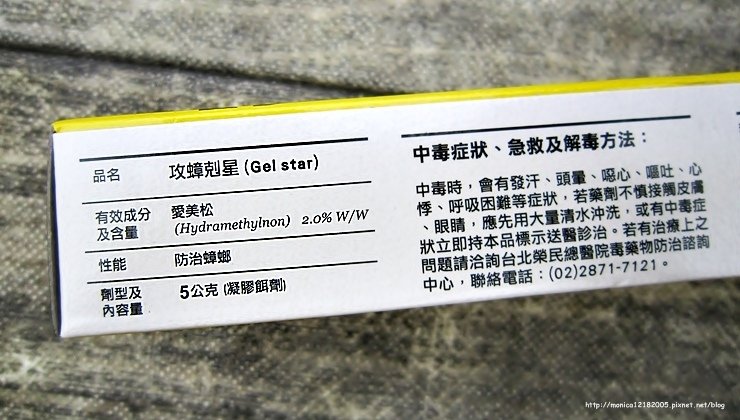 品名 攻蟑剋星 (Gel star)
有效成分及含量 愛美松
(Hydramethylnon) 2.0% W/W
性能 防治蟑螂
劑型及內容量 5公克 (凝膠餌劑)
中毒症狀、急救及解毒方法：
中毒時，會有發汗、頭暈、噁心、嘔吐、心
悸、呼吸困難等症狀，若藥劑不慎接觸皮膚
、眼睛，應先用大量清水沖洗，或有中毒症
狀立即持本品標示送醫診治。若有治療上之
問題請洽詢台北榮民總醫院毒藥物防治諮詢
中心，聯絡電話：(02)2871-7121。
http://monica12182005.pixnet.net/blog